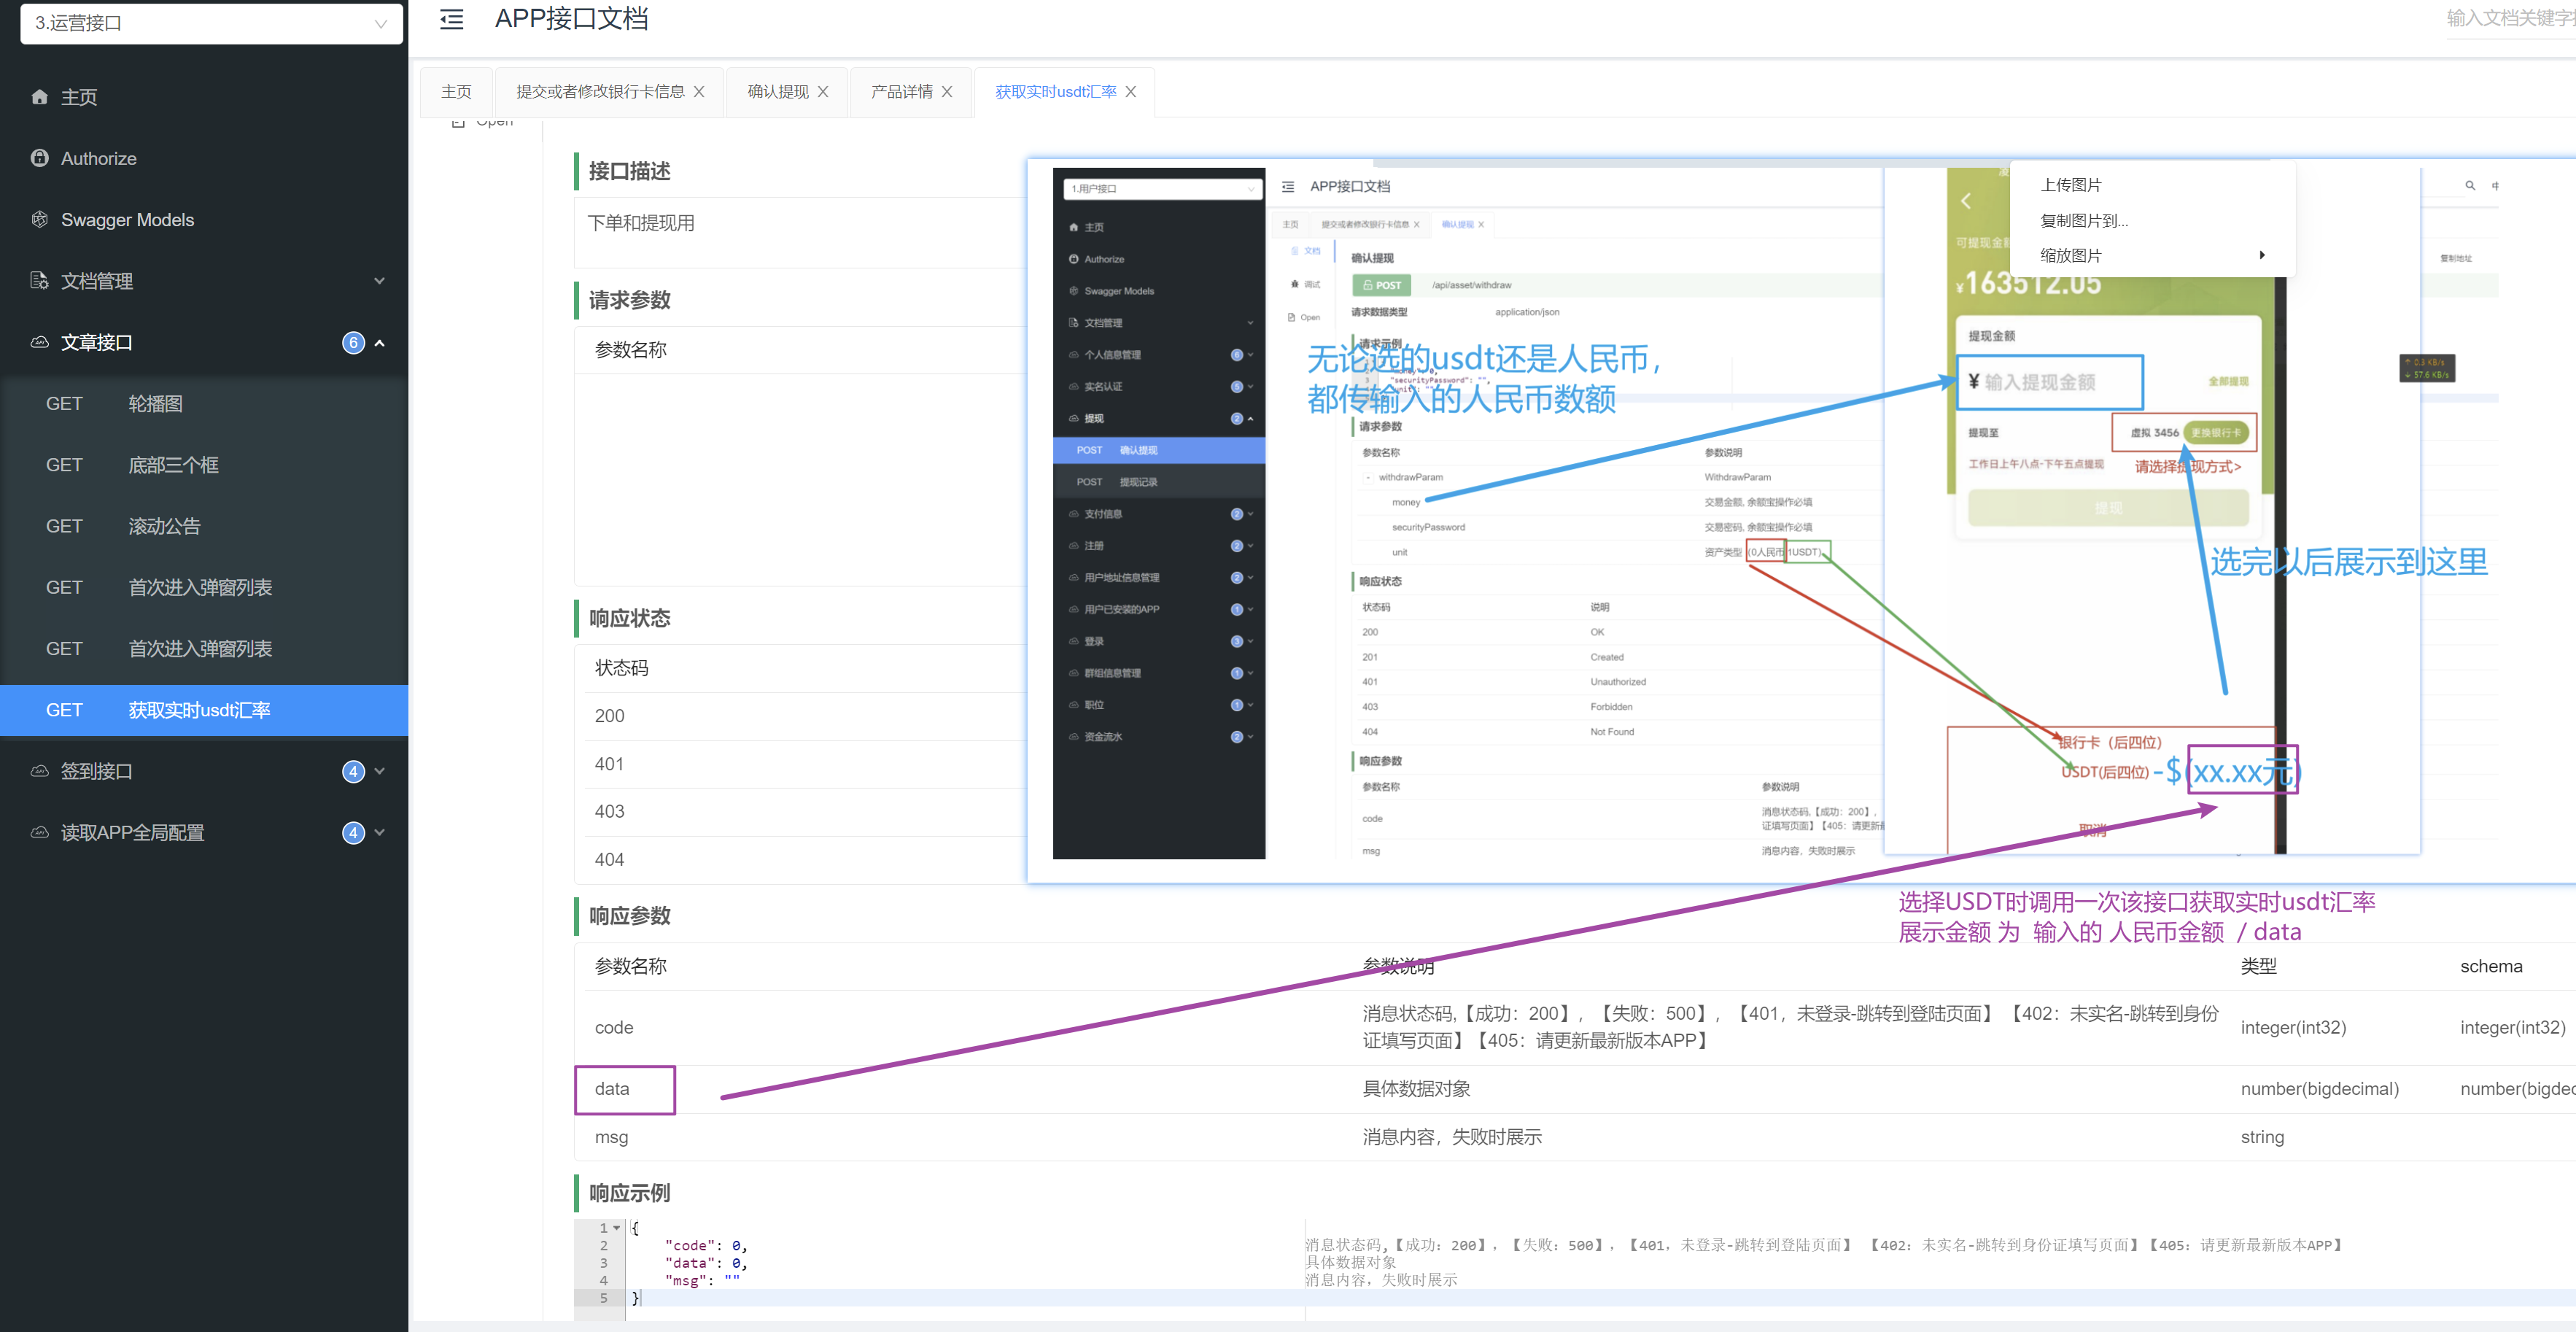 3.运营接口
主页
Authorize
Swagger Models
文档管理
文章接口 6
GET 轮播图
GET 底部三个框
GET 滚动公告
GET 首次进入弹窗列表
GET 首次进入弹窗列表
GET 获取实时usdt汇率
签到接口 4
读取APP全局配置 4
APP接口文档
输入文档关键字
主页 提交或者修改银行卡信息 确认提现 产品详情 获取实时usdt汇率
Open
接口描述
下单和提现用
请求参数
参数名称
响应状态
状态码
200
401
403
404
1.用户接口
主页
Authorize
Swagger Models
文档管理
个人信息管理 6
实名认证 5
提现 2
POST 确认提现
POST 提现记录
支付信息 2
注册 2
用户地址信息管理 2
用户已安装的APP 1
登录 3
群组信息管理 1
职位 1
资金流水 2
APP接口文档
主页 提交或者修改银行卡信息 确认提现
文档
调试
Open
确认提现
POST /api/asset/withdraw
复制地址
请求数据类型 application/json
请求示例
"securityPassword": "",
无论选的usdt还是人民币，
都传输入的人民币数额
请求参数
参数名称 参数说明
withdrawParam WithdrawParam
money 交易金额, 余额宝操作必填
securityPassword 交易密码, 余额宝操作必填
unit 资产类型 (0人民币 1USDT)
响应状态
状态码 说明
200 OK
201 Created
401 Unauthorized
403 Forbidden
404 Not Found
响应参数
参数名称 参数说明
code 消息状态码,【成功：200】，
证填写页面】【405：请更新最
msg 消息内容，失败时展示
上传图片
复制图片到...
缩放图片
可提现金额
¥163512.05
提现金额
¥ 输入提现金额 全部提现
提现至 虚拟 3456 更换银行卡
工作日上午八点-下午五点提现 请选择提现方式>
提现
选完以后展示到这里
银行卡（后四位）
USDT(后四位) -$(xx.xx元)
取消
↑ 0.3 KB/s
↓ 57.6 KB/s
选择USDT时调用一次该接口获取实时usdt汇率
展示金额 为 输入的 人民币金额 / data
响应参数
参数名称 参数说明 类型 schema
code 消息状态码,【成功：200】，【失败：500】，【401，未登录-跳转到登陆页面】 【402：未实名-跳转到身份证填写页面】【405：请更新最新版本APP】 integer(int32) integer(int32)
data 具体数据对象 number(bigdecimal) number(bigdec
msg 消息内容，失败时展示 string
响应示例
1 {
2 "code": 0, 消息状态码,【成功：200】，【失败：500】，【401，未登录-跳转到登陆页面】 【402：未实名-跳转到身份证填写页面】【405：请更新最新版本APP】
3 "data": 0, 具体数据对象
4 "msg": "" 消息内容，失败时展示
5 }